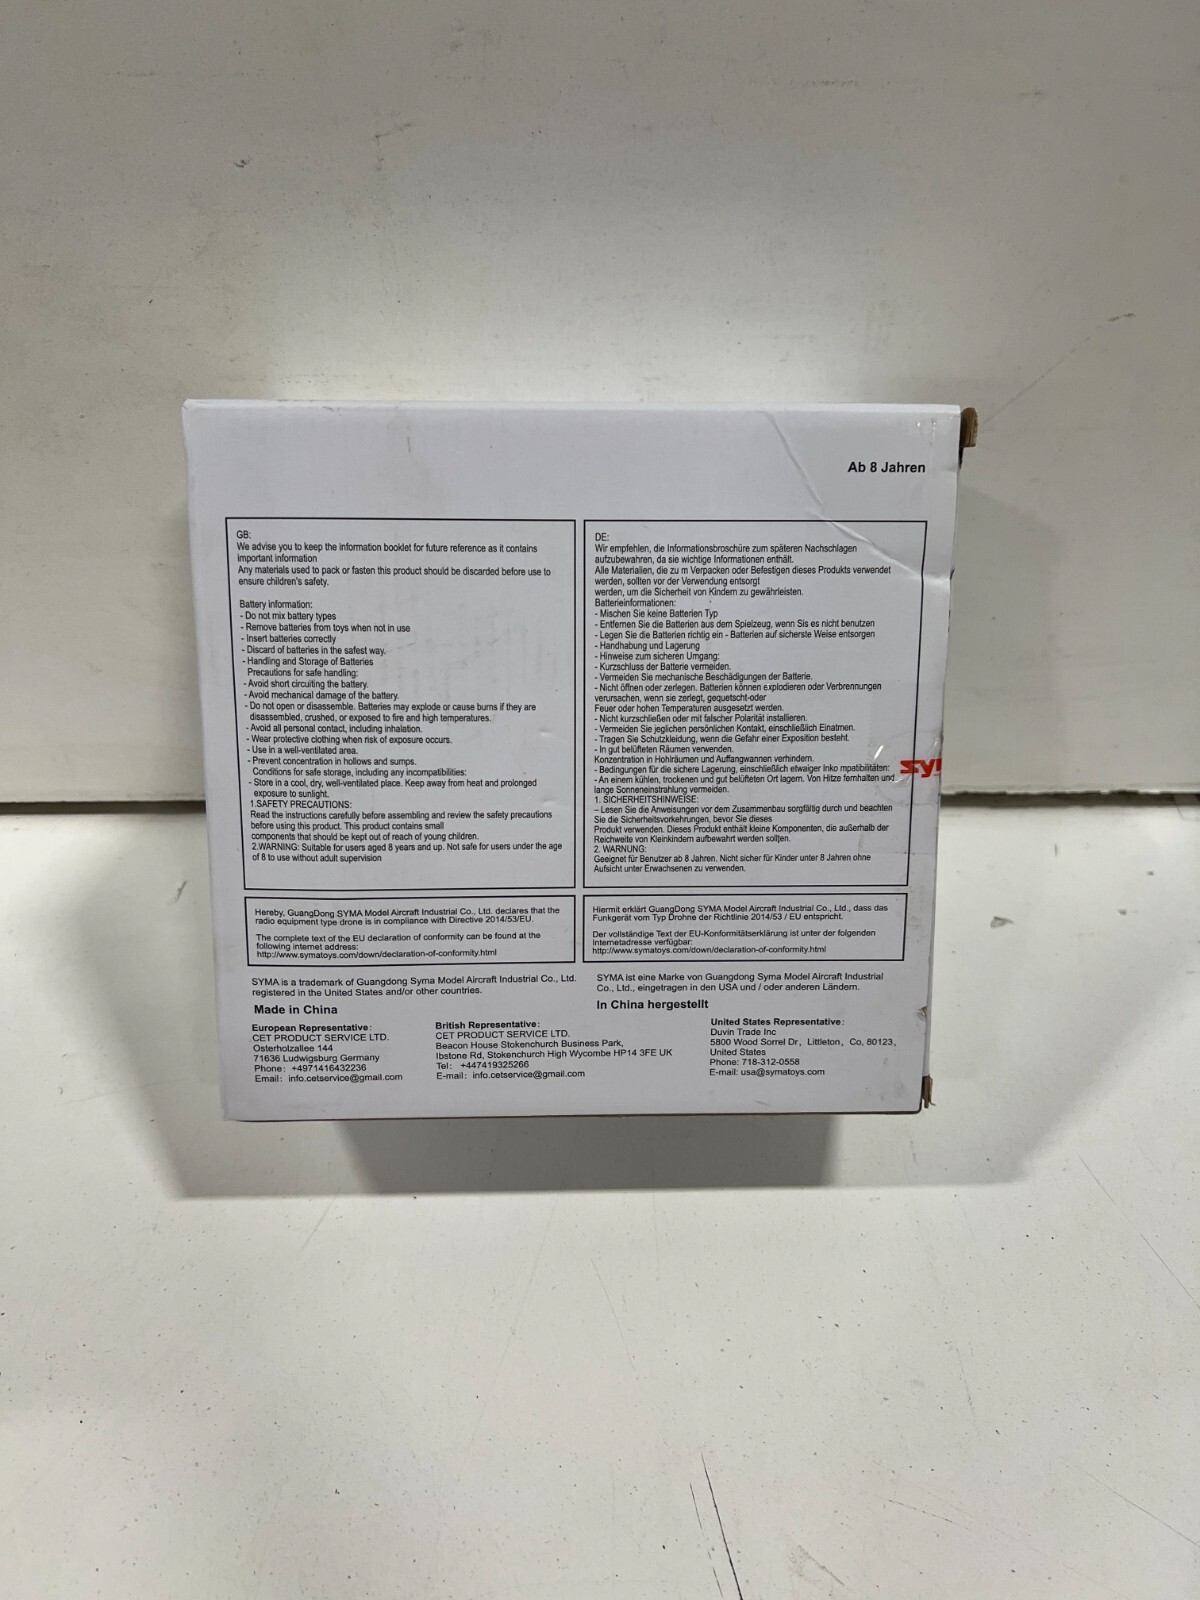 Ab 8 Jahren
GB:
We advise you to keep the information booklet for future reference as it contains
important information
Any materials used to pack or fasten this product should be discarded before use to
ensure children's safety.
Battery information:
- Do not mix battery types
- Remove batteries from toys when not in use
- Insert batteries correctly
- Discard of batteries in the safest way.
- Handling and Storage of Batteries
Precautions for safe handling:
- Avoid short circuiting the battery.
- Avoid mechanical damage of the battery.
- Do not open or disassemble. Batteries may explode or cause burns if they are
disassembled, crushed, or exposed to fire and high temperatures.
- Avoid all personal contact, including inhalation.
- Wear protective clothing when risk of exposure occurs.
- Use in a well-ventilated area.
- Prevent concentration in hollows and sumps.
Conditions for safe storage, including any incompatibilities:
- Store in a cool, dry, well-ventilated place. Keep away from heat and prolonged
exposure to sunlight.
1.SAFETY PRECAUTIONS:
Read the instructions carefully before assembling and review the safety precautions
before using this product. This product contains small
components that should be kept out of reach of young children.
2.WARNING: Suitable for users aged 8 years and up. Not safe for users under the age
of 8 to use without adult supervision
DE:
Wir empfehlen, die Informationsbroschüre zum späteren Nachschlagen
aufzubewahren, da sie wichtige Informationen enthält.
Alle Materialien, die zu m Verpacken oder Befestigen dieses Produkts verwendet
werden, sollten vor der Verwendung entsorgt
werden, um die Sicherheit von Kindern zu gewährleisten.
Batterieinformationen:
- Mischen Sie keine Batterien Typ
- Entfernen Sie die Batterien aus dem Spielzeug, wenn Sis es nicht benutzen
- Legen Sie die Batterien richtig ein - Batterien auf sicherste Weise entsorgen
- Handhabung und Lagerung
- Hinweise zum sicheren Umgang:
- Kurzschluss der Batterie vermeiden.
- Vermeiden Sie mechanische Beschädigungen der Batterie.
- Nicht öffnen oder zerlegen. Batterien können explodieren oder Verbrennungen
verursachen, wenn sie zerlegt, gequetscht-oder
Feuer oder hohen Temperaturen ausgesetzt werden.
- Nicht kurzschließen oder mit falscher Polarität installieren.
- Vermeiden Sie jeglichen persönlichen Kontakt, einschließlich Einatmen.
- Tragen Sie Schutzkleidung, wenn die Gefahr einer Exposition besteht.
- In gut belüfteten Räumen verwenden.
Konzentration in Hohlräumen und Auffangwannen verhindern.
- Bedingungen für die sichere Lagerung, einschließlich etwaiger Inko mpatibilitäten:
- An einem kühlen, trockenen und gut belüfteten Ort lagern. Von Hitze fernhalten und
lange Sonneneinstrahlung vermeiden.
1. SICHERHEITSHINWEISE:
– Lesen Sie die Anweisungen vor dem Zusammenbau sorgfältig durch und beachten
Sie die Sicherheitsvorkehrungen, bevor Sie dieses
Produkt verwenden. Dieses Produkt enthält kleine Komponenten, die außerhalb der
Reichweite von Kleinkindern aufbewahrt werden sollten.
2. WARNUNG:
Geeignet für Benutzer ab 8 Jahren. Nicht sicher für Kinder unter 8 Jahren ohne
Aufsicht unter Erwachsenen zu verwenden.
Hereby, GuangDong SYMA Model Aircraft Industrial Co., Ltd. declares that the
radio equipment type drone is in compliance with Directive 2014/53/EU.
The complete text of the EU declaration of conformity can be found at the
following internet address:
http://www.symatoys.com/down/declaration-of-conformity.html
Hiermit erklärt GuangDong SYMA Model Aircraft Industrial Co., Ltd., dass das
Funkgerät vom Typ Drohne der Richtlinie 2014/53 / EU entspricht.
Der vollständige Text der EU-Konformitätserklärung ist unter der folgenden
Internetadresse verfügbar:
http://www.symatoys.com/down/declaration-of-conformity.html
SYMA is a trademark of Guangdong Syma Model Aircraft Industrial Co., Ltd.
registered in the United States and/or other countries.
SYMA ist eine Marke von Guangdong Syma Model Aircraft Industrial
Co., Ltd., eingetragen in den USA und / oder anderen Ländern.
Made in China
In China hergestellt
European Representative:
CET PRODUCT SERVICE LTD.
Osterholzallee 144
71636 Ludwigsburg Germany
Phone: +4971416432236
Email: info.cetservice@gmail.com
British Representative:
CET PRODUCT SERVICE LTD.
Beacon House Stokenchurch Business Park,
Ibstone Rd, Stokenchurch High Wycombe HP14 3FE UK
Tel: +447419325266
E-mail: info.cetservice@gmail.com
United States Representative:
Duvin Trade Inc
5800 Wood Sorrel Dr, Littleton, Co, 80123,
United States
Phone: 718-312-0558
E-mail: usa@symatoys.com